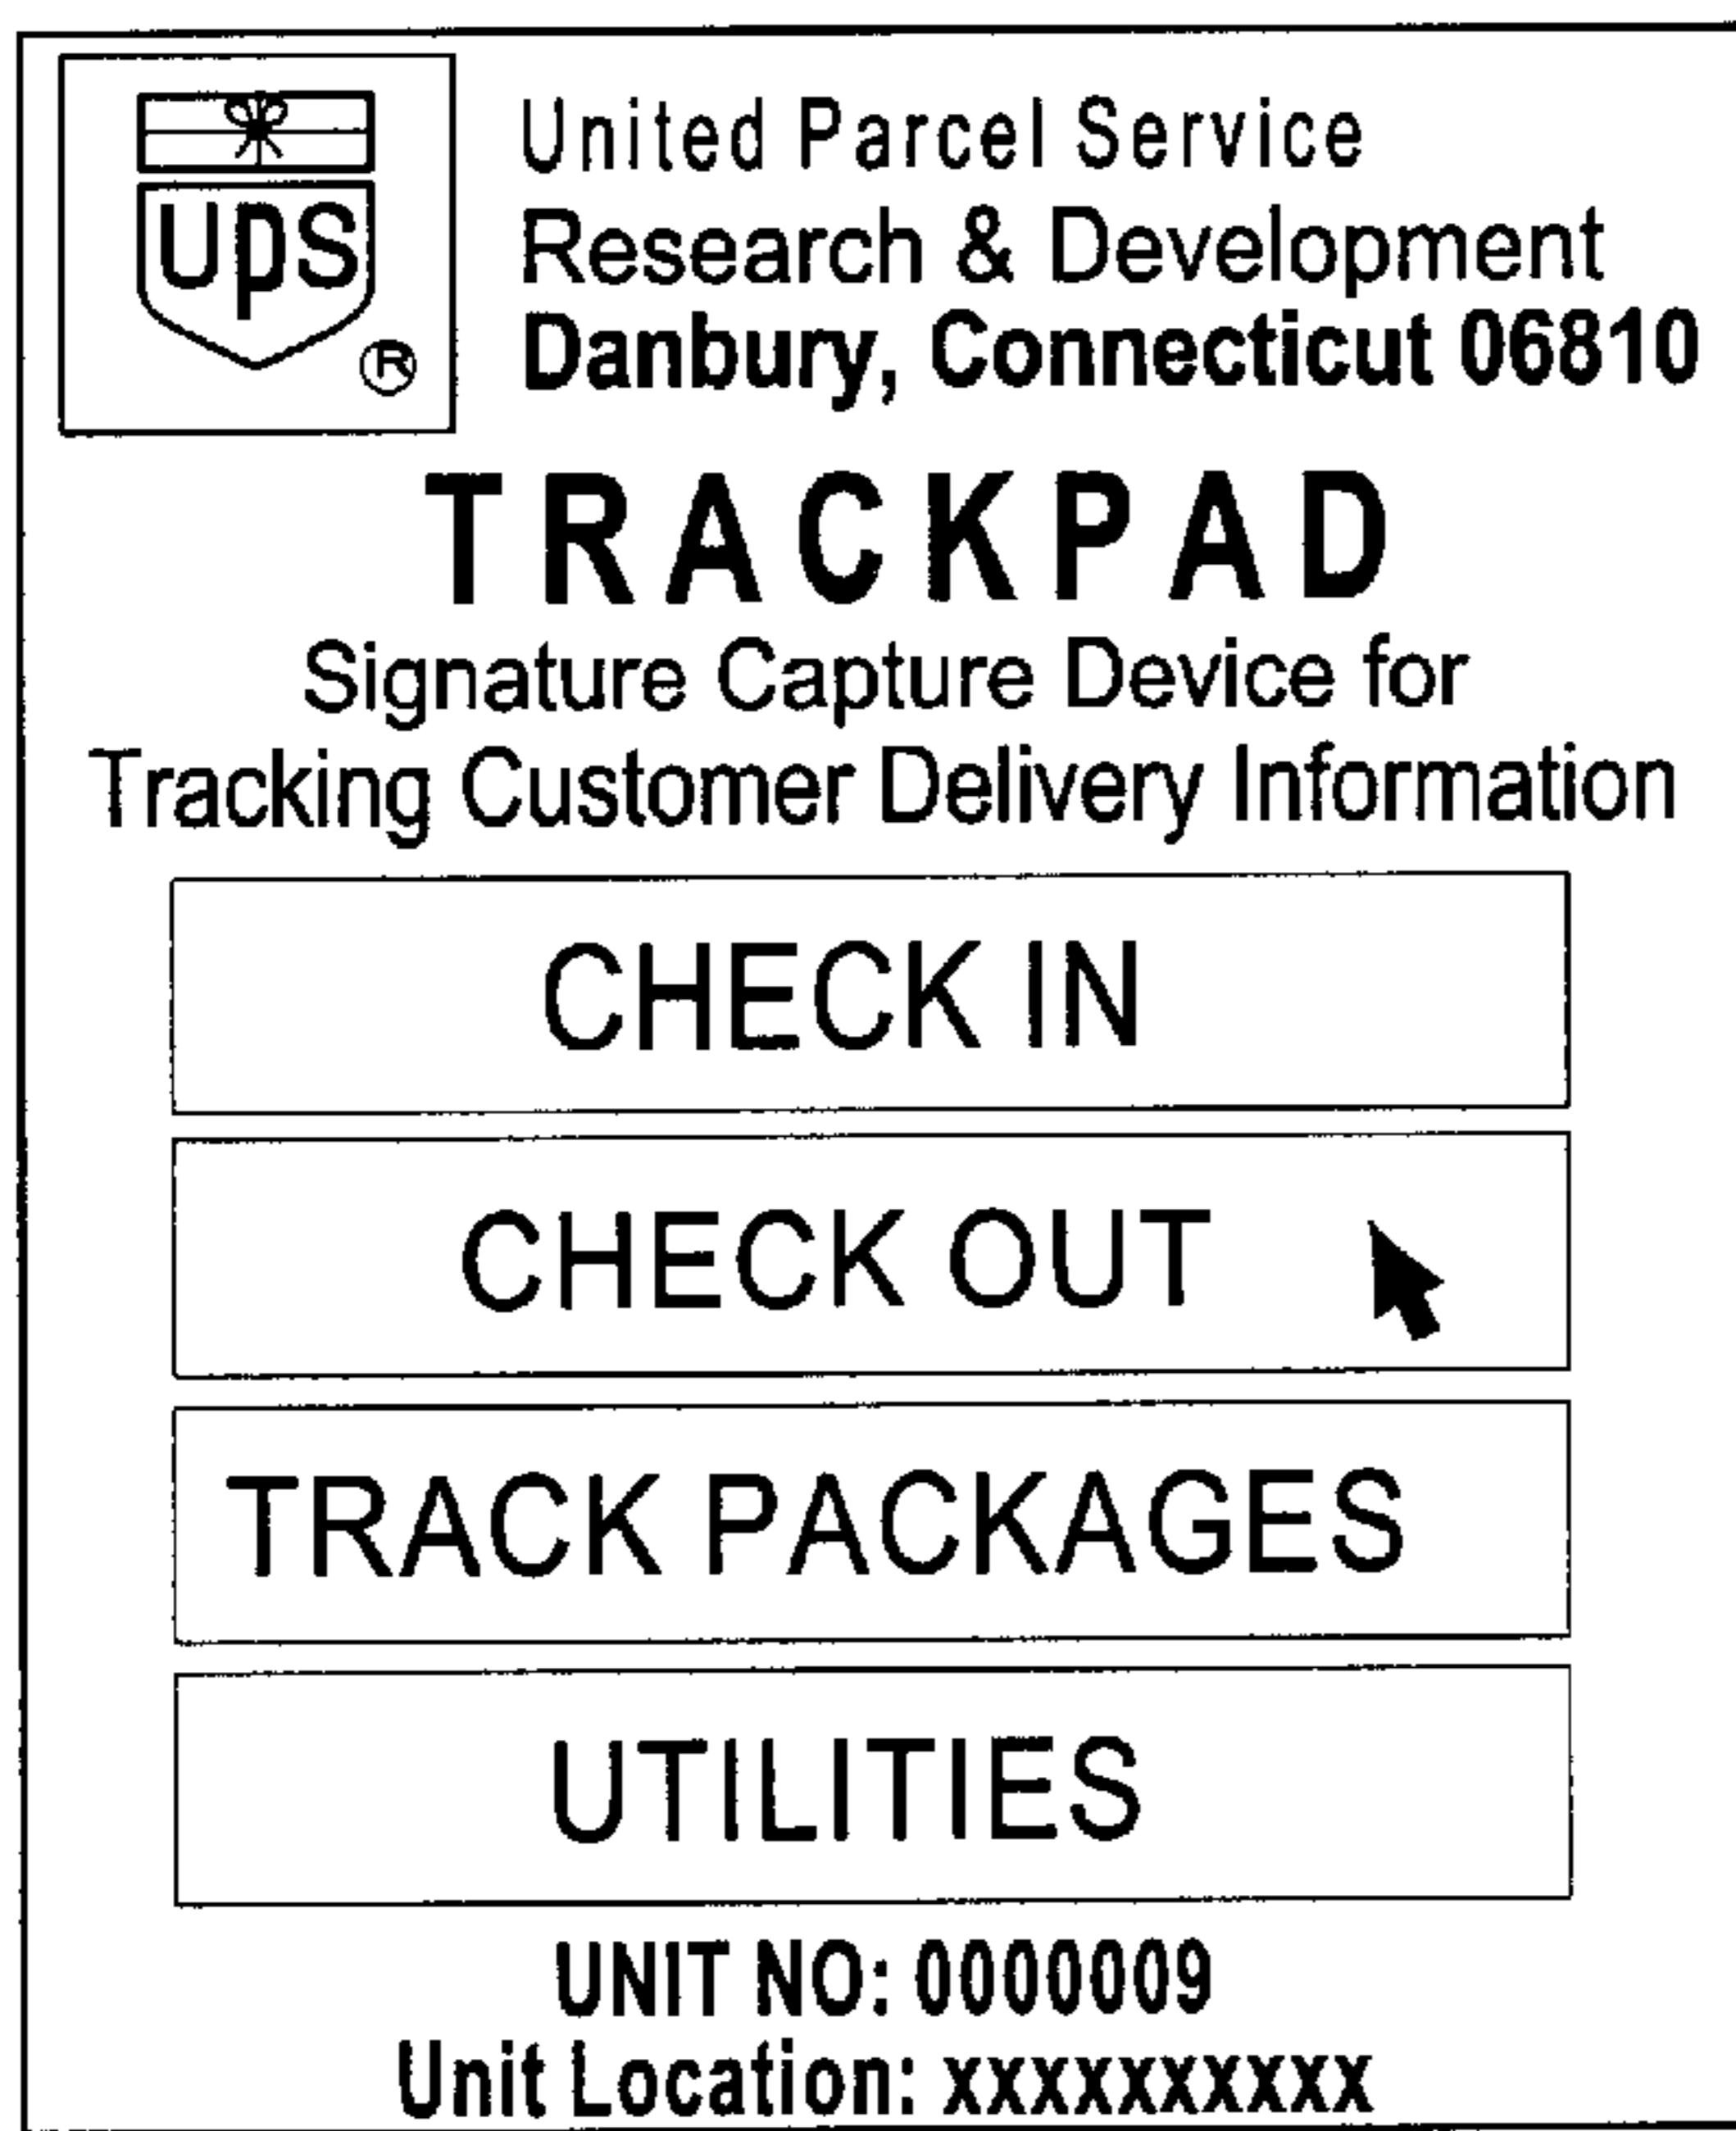 ups
®
United Parcel Service
Research & Development
Danbury, Connecticut 06810
TRACKPAD
Signature Capture Device for
Tracking Customer Delivery Information
CHECK IN
CHECK OUT
TRACK PACKAGES
UTILITIES
UNIT NO: 0000009
Unit Location: xxxxxxxxxx